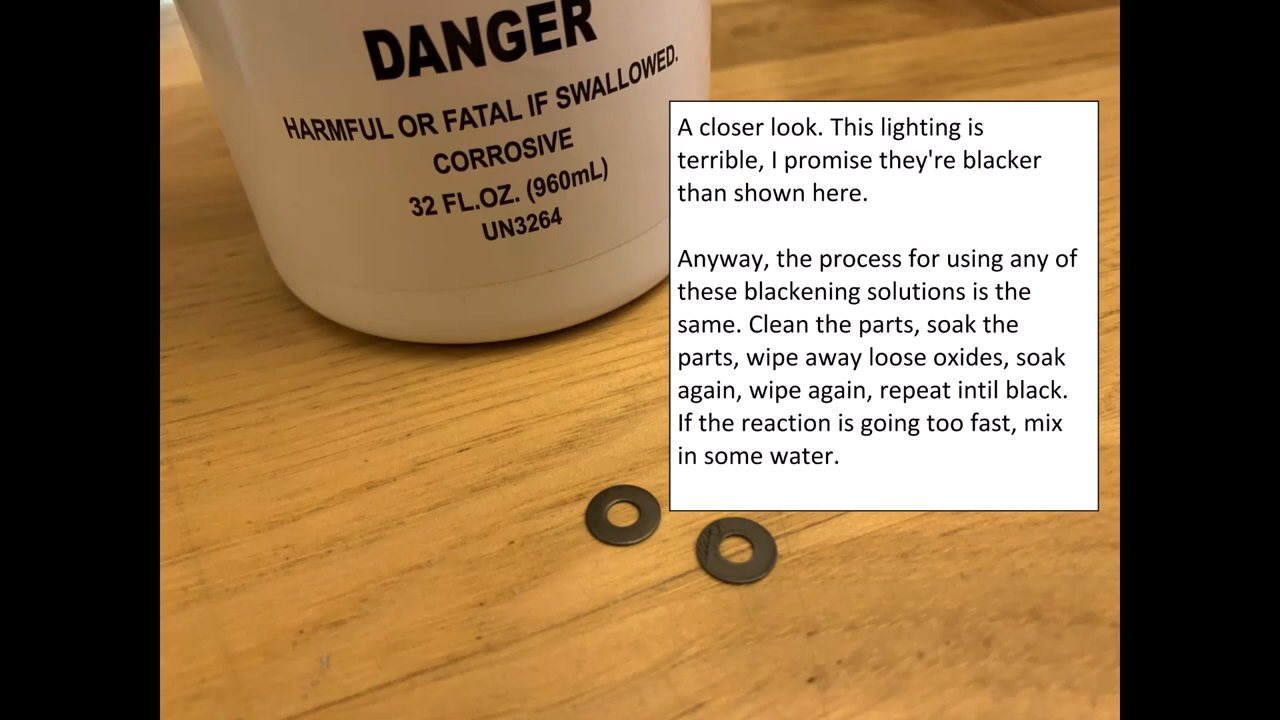 DANGER
HARMFUL OR FATAL IF SWALLOWED.
CORROSIVE
32 FL.OZ. (960mL)
UN3264
A closer look. This lighting is
terrible, I promise they're blacker
than shown here.
Anyway, the process for using any of
these blackening solutions is the
same. Clean the parts, soak the
parts, wipe away loose oxides, soak
again, wipe again, repeat intil black.
If the reaction is going too fast, mix
in some water.